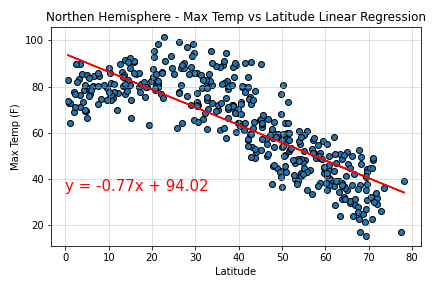 Northen Hemisphere - Max Temp vs Latitude Linear Regression
100
80
60
40
20
Max Temp (F)
y = -0.77x + 94.02
0 10 20 30 40 50 60 70 80
Latitude